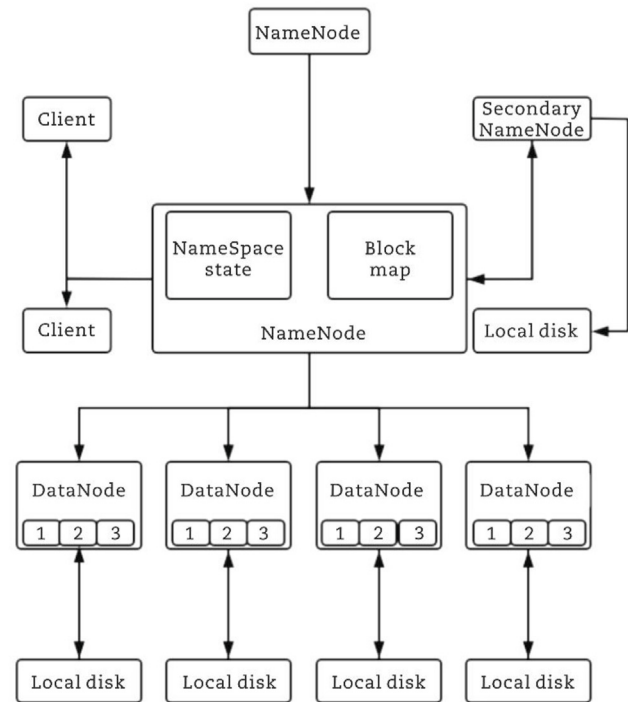 NameNode
Client
Secondary
NameNode
NameSpace
state
Block
map
NameNode
Client
Local disk
DataNode
1 2 3
DataNode
1 2 3
DataNode
1 2 3
DataNode
1 2 3
Local disk
Local disk
Local disk
Local disk